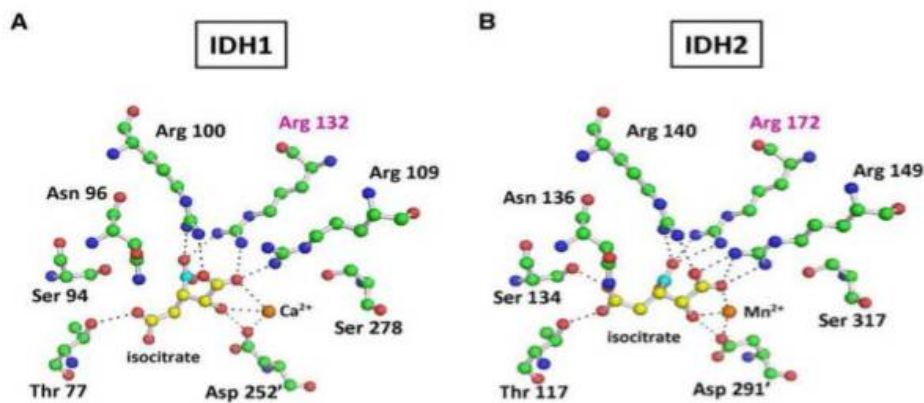 A
IDH1
Arg 100
Arg 132
Arg 109
Asn 96
Ser 94
Ca²⁺
Ser 278
isocitrate
Thr 77
Asp 252′
B
IDH2
Arg 140
Arg 172
Arg 149
Asn 136
Ser 134
Mn²⁺
Ser 317
isocitrate
Thr 117
Asp 291′